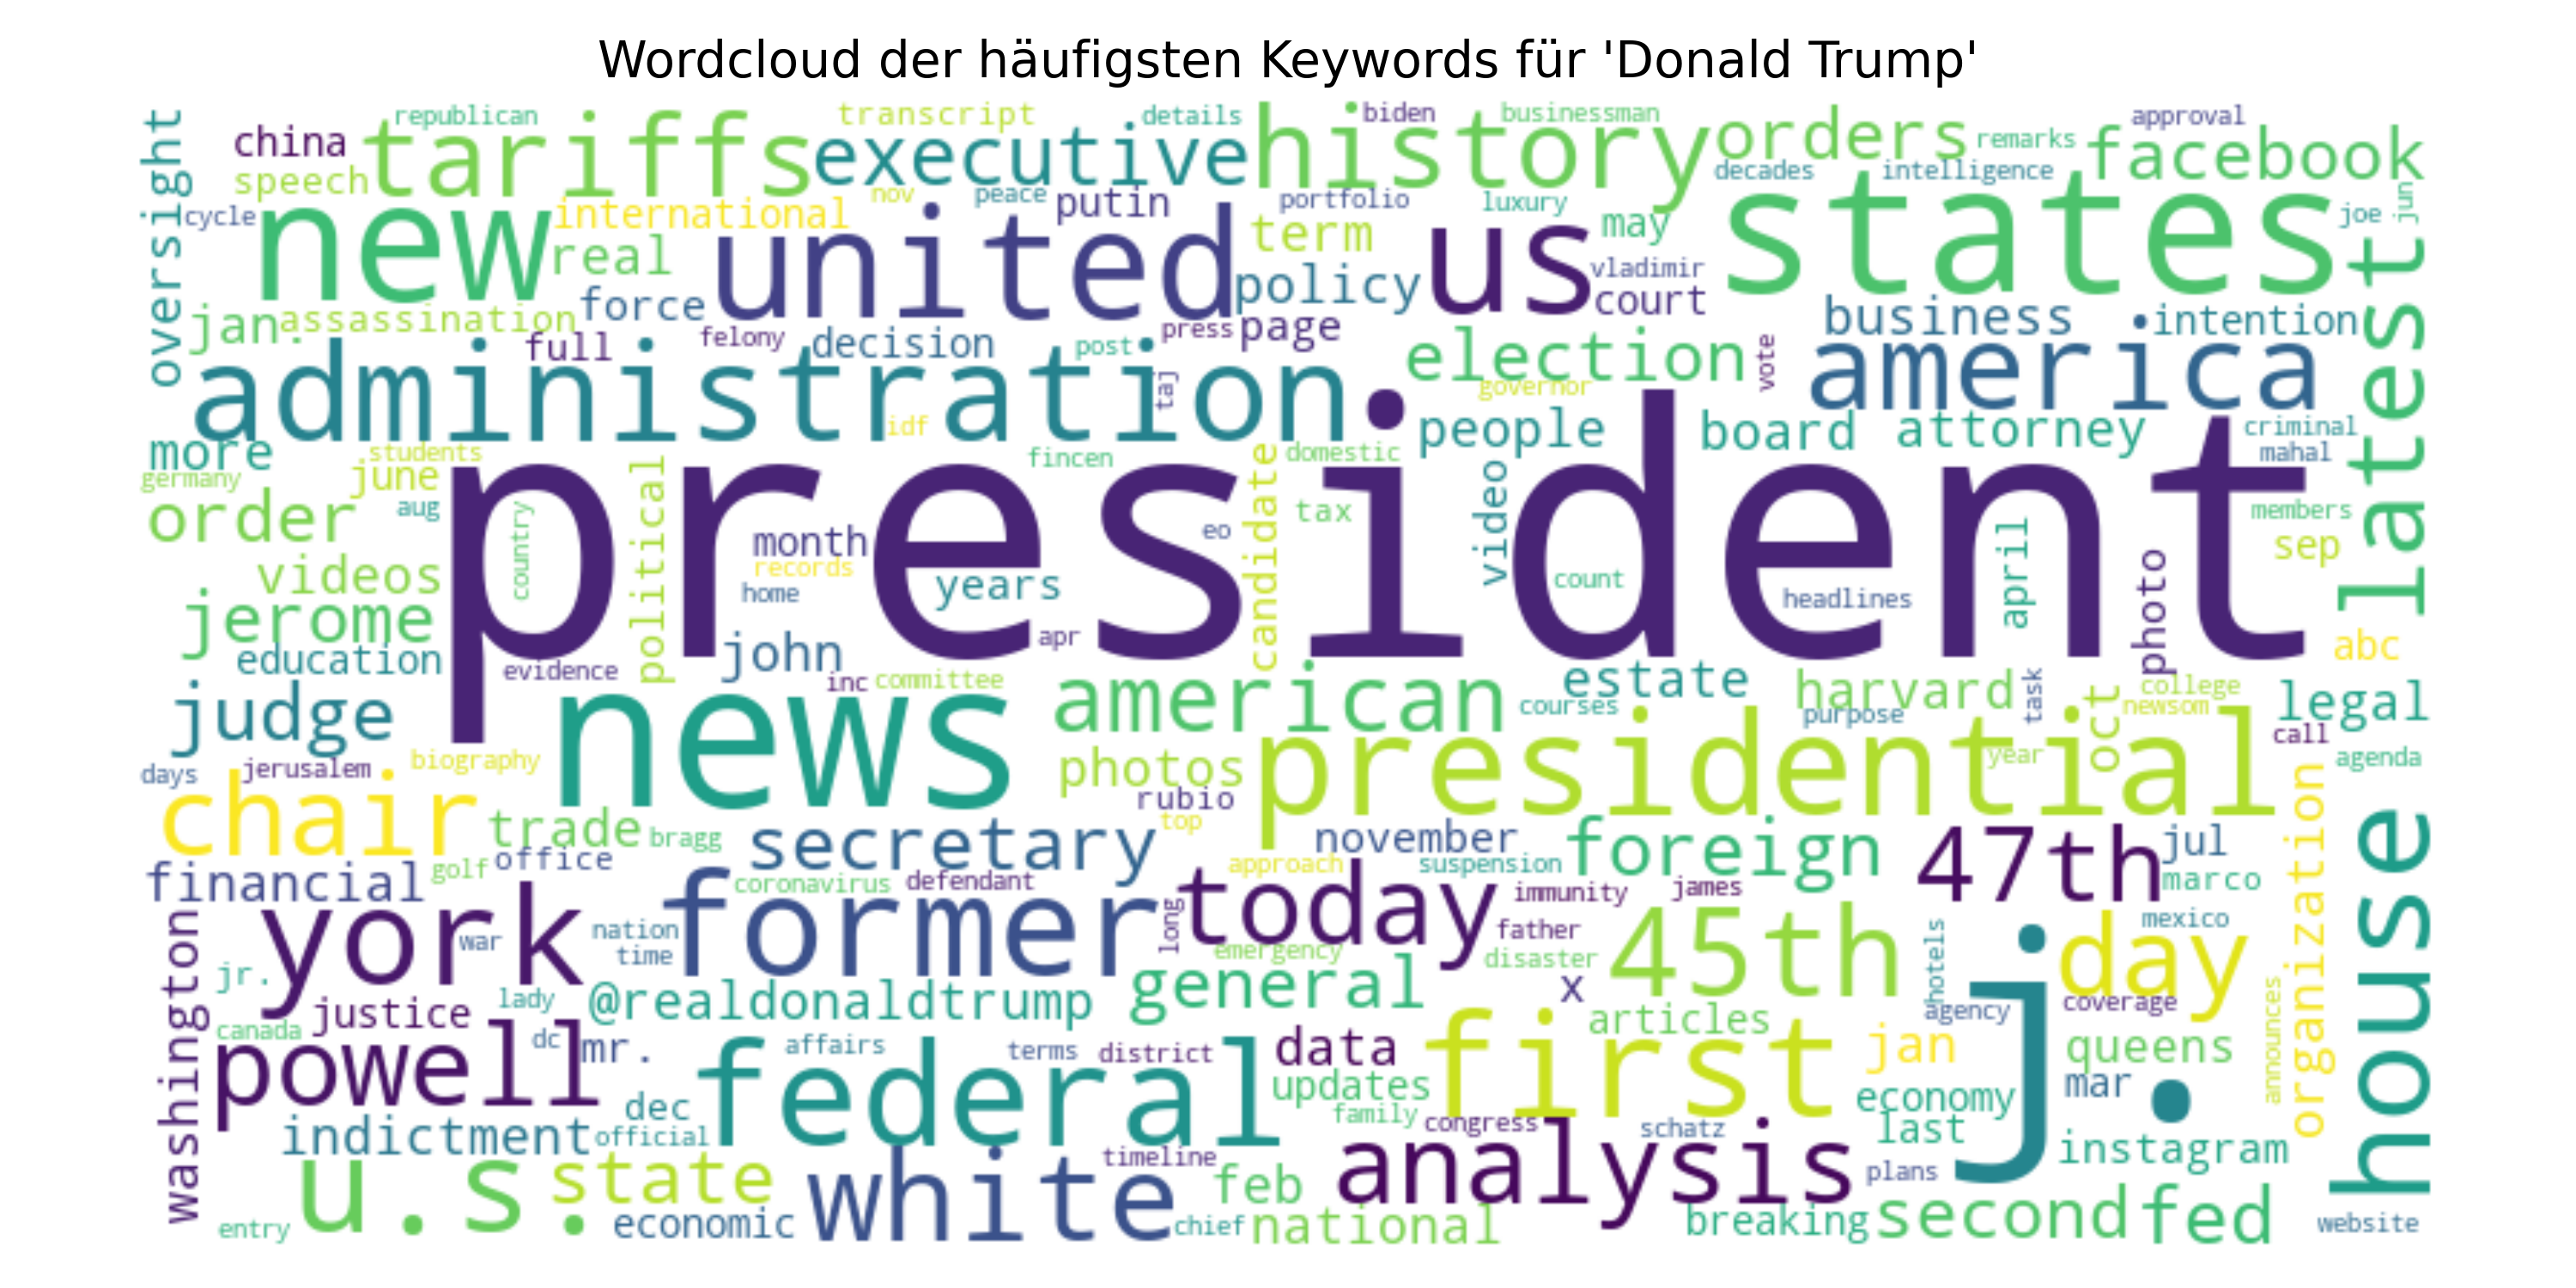 Wordcloud der häufigsten Keywords für 'Donald Trump'
oversight
republican
transcript
details
biden
businessman
approval
china
tariffs
executive
history
orders
remarks
facebook
speech
nov
peace
putin
portfolio
luxury
decades
intelligence
cycle
new
international
term
us
may
states
joe
jun
real
united
policy
vladimir
court
latest
jan.
assassination
force
full
felony
decision
post
press
page
business
intention
administration
taj
election
vote
america
governor
idf
people
board
attorney
criminal
mahal
more
students
fincen
domestic
germany
june
order
aug
president
country
political
month
records
home
years
eo
apr
candidate
tax
video
count
headlines
april
photo
members
sep
videos
jerome
education
evidence
john
abc
inc
committee
american
estate
courses
harvard
purpose
task
oct
college
newsom
legal
judge
news
photos
presidential
year
call
agenda
days
jerusalem
biography
rubio
top
chair
trade
bragg
secretary
november
foreign
47th
jul
marco
organization
house
financial
golf
office
coronavirus
defendant
approach
suspension
immunity
james
york
war
nation
time
former
long
today
father
emergency
disaster
45th
hotels
mexico
day
washington
jr.
justice
lady
@realdonaldtrump
general
x
articles
agency
j.
coverage
announces
canada
powell
dc
mr.
affairs
terms
district
data
first
jan
queens
federal
updates
family
economy
mar
indictment
dec
official
congress
schatz
last
instagram
u.s.
state
white
timeline
feb
analysis
plans
entry
economic
chief
national
breaking
second
fed
website